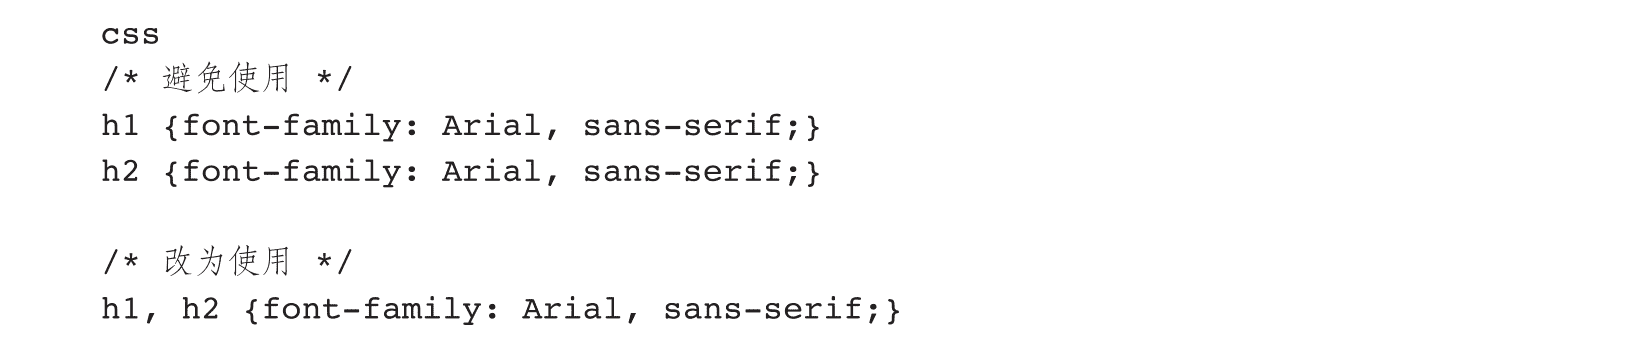 css
/* 避免使用 */
h1 {font-family: Arial, sans-serif;}
h2 {font-family: Arial, sans-serif;}
/* 改为使用 */
h1, h2 {font-family: Arial, sans-serif;}